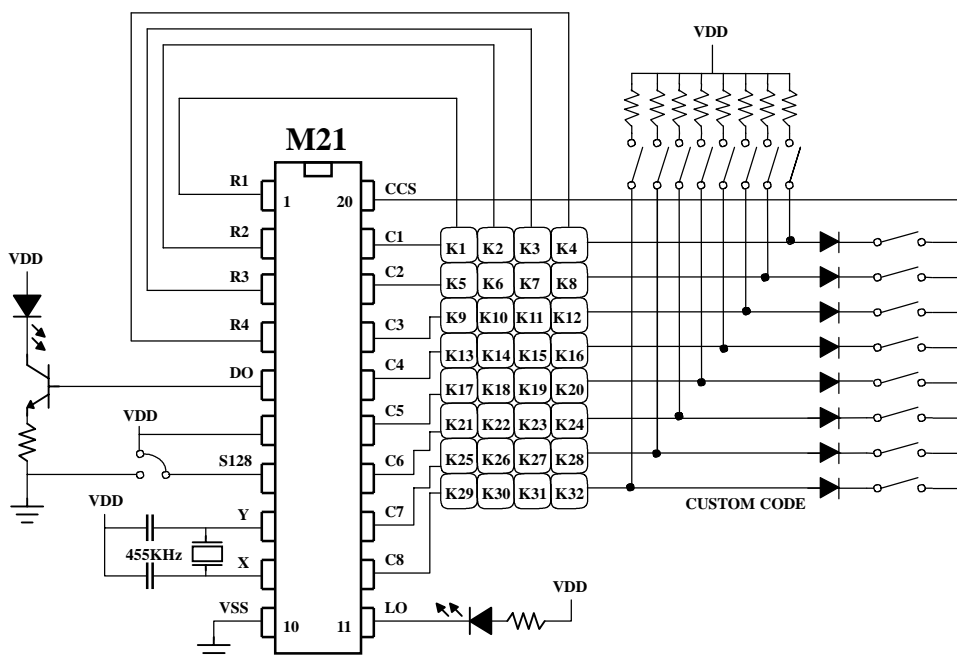 VDD
M21
R1
1
20
CCS
R2
C1
K1 K2 K3 K4
VDD
R3
C2
K5 K6 K7 K8
R4
C3
K9 K10 K11 K12
DO
C4
K13 K14 K15 K16
VDD
C5
K17 K18 K19 K20
S128
C6
K21 K22 K23 K24
K25 K26 K27 K28
VDD
Y
C7
K29 K30 K31 K32
CUSTOM CODE
455KHz
X
C8
VSS
10
11
LO
VDD